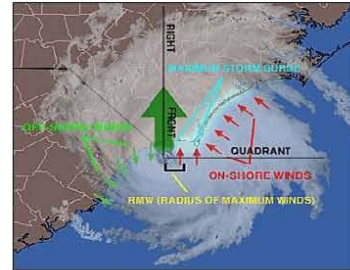 RIGHT
MAXIMUM STORM SURGE
FRONT
OFF-SHORE WINDS
QUADRANT
ON-SHORE WINDS
RMW (RADIUS OF MAXIMUM WINDS)